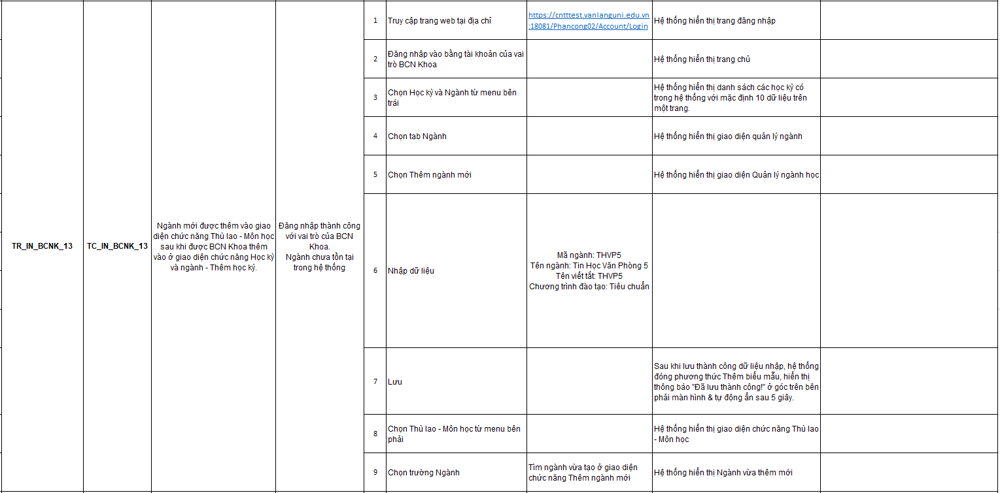 1
Truy cập trang web tại địa chỉ
https://cntttest.vanlanguni.edu.vn
:18081/Phancong02/Account/Login
Hệ thống hiển thị trang đăng nhập
2
Đăng nhập vào bằng tài khoản của vai
trò BCN Khoa
Hệ thống hiển thị trang chủ
3
Chọn Học kỳ và Ngành từ menu bên
trái
Hệ thống hiển thị danh sách các học kỳ có
trong hệ thống với mặc định 10 dữ liệu trên
một trang.
4
Chọn tab Ngành
Hệ thống hiển thị giao diện quản lý ngành
5
Chọn Thêm ngành mới
Hệ thống hiển thị giao diện Quản lý ngành học
TR_IN_BCNK_13
TC_IN_BCNK_13
Ngành mới được thêm vào giao
diện chức năng Thù lao - Môn học
sau khi được BCN Khoa thêm
vào ở giao diện chức năng Học kỳ
và ngành - Thêm học kỳ.
Đăng nhập thành công
với vai trò của BCN
Khoa.
Ngành chưa tồn tại
trong hệ thống
6
Nhập dữ liệu
Mã ngành: THVP5
Tên ngành: Tin Học Văn Phòng 5
Tên viết tắt: THVP5
Chương trình đào tạo: Tiêu chuẩn
7
Lưu
Sau khi lưu thành công dữ liệu nhập, hệ thống
đóng phương thức Thêm biểu mẫu, hiển thị
thông báo "Đã lưu thành công!" ở góc trên bên
phải màn hình & tự động ẩn sau 5 giây.
8
Chọn Thù lao - Môn học từ menu bên
phải
Hệ thống hiển thị giao diện chức năng Thù lao
- Môn học
9
Chọn trường Ngành
Tìm ngành vừa tạo ở giao diện
chức năng Thêm ngành mới
Hệ thống hiển thị Ngành vừa thêm mới